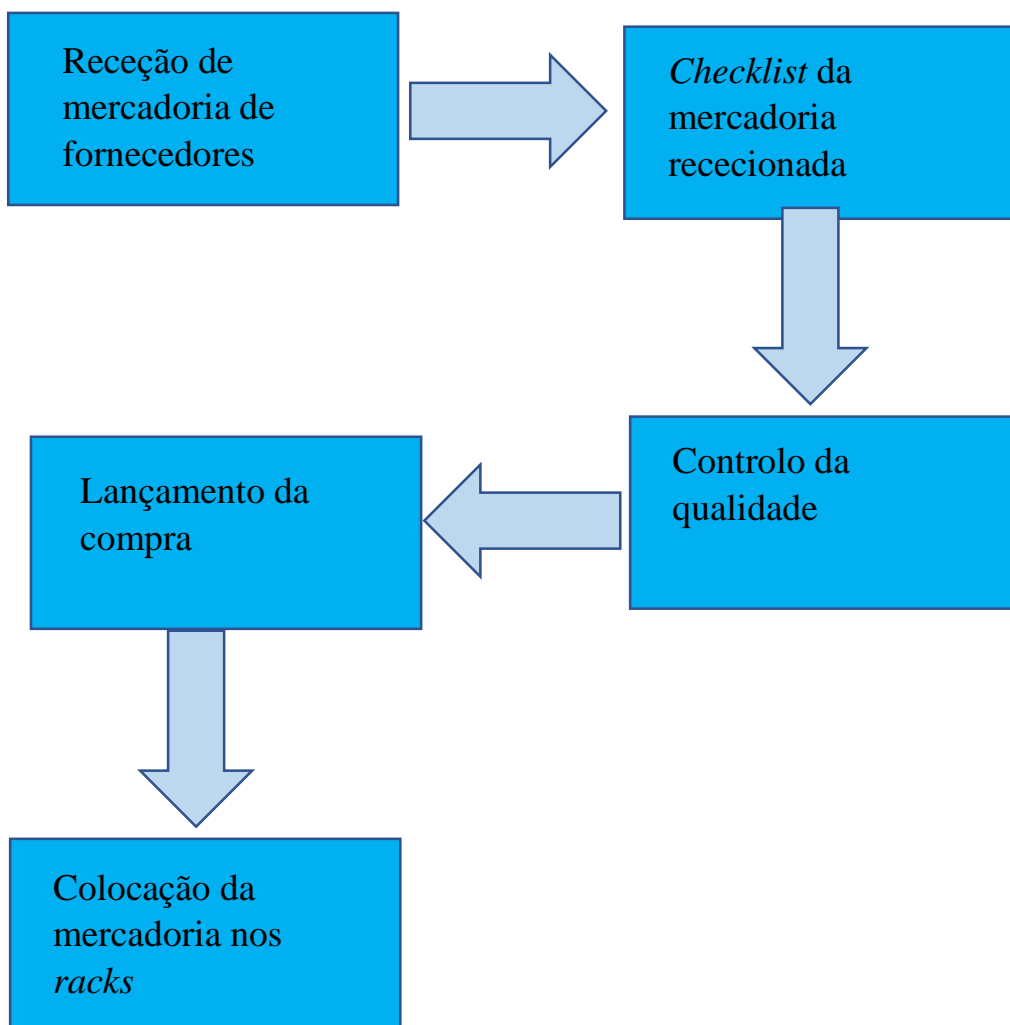 Receção de
mercadoria de
fornecedores
Checklist da
mercadoria
rececionada
Controlo da
qualidade
Lançamento da
compra
Colocação da
mercadoria nos
racks